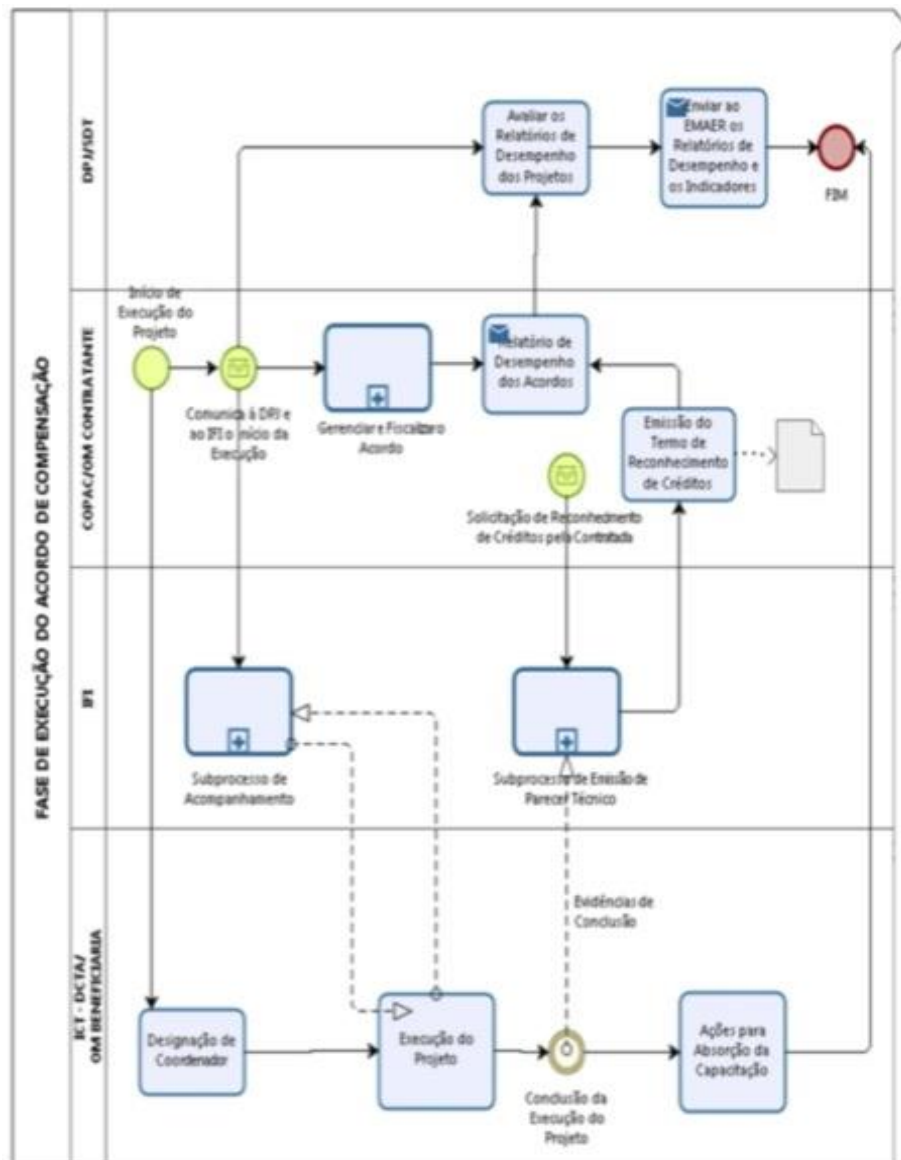 FASE DE EXECUÇÃO DO ACORDO DE COMPENSAÇÃO
DPJ/SDT
Avaliar os
Relatórios de
Desempenho
dos Projetos
Enviar ao
EMAER os
Relatórios de
Desempenho e
os Indicadores
FIM
COPAC/OM CONTRATANTE
Início de
Execução do
Projeto
Comunica à DPJ e
ao IFI o Início da
Execução
Gerenciar e Fiscalizar o
Acordo
Relatório de
Desempenho
dos Acordos
Emissão do
Termo de
Reconhecimento
de Créditos
Solicitação de Reconhecimento
de Créditos pela Contratada
IFI
Subprocesso de
Acompanhamento
Subprocesso de Emissão de
Parecer Técnico
ICT - DCTA/
OM BENEFICIARIA
Designação de
Coordenador
Execução do
Projeto
Evidências de
Conclusão
Conclusão da
Execução do
Projeto
Ações para
Absorção da
Capacitação